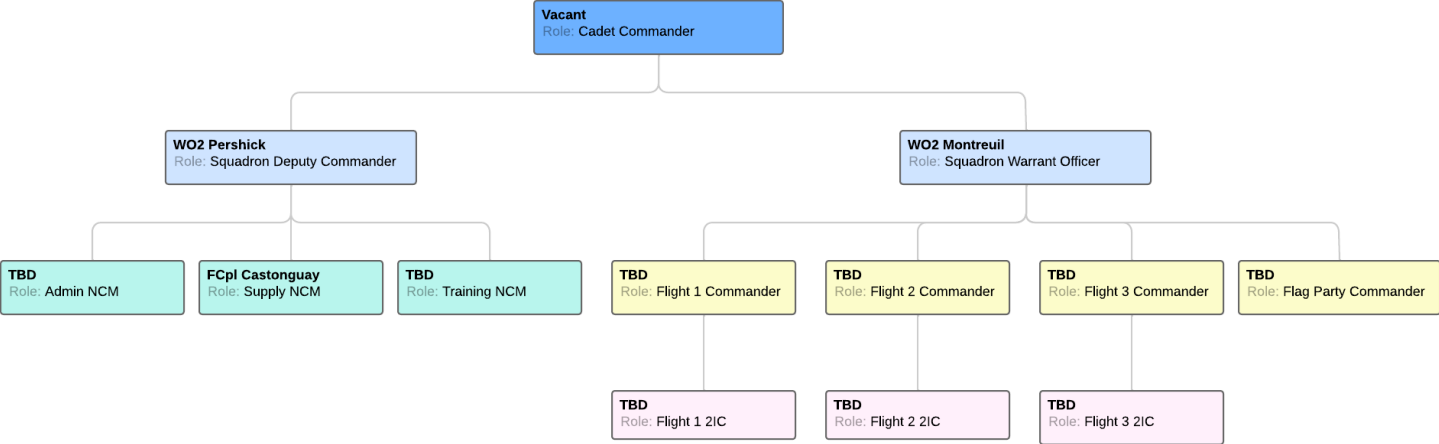 Vacant
Role: Cadet Commander
WO2 Pershick
Role: Squadron Deputy Commander
WO2 Montreuil
Role: Squadron Warrant Officer
TBD
Role: Admin NCM
FCpl Castonguay
Role: Supply NCM
TBD
Role: Training NCM
TBD
Role: Flight 1 Commander
TBD
Role: Flight 2 Commander
TBD
Role: Flight 3 Commander
TBD
Role: Flag Party Commander
TBD
Role: Flight 1 2IC
TBD
Role: Flight 2 2IC
TBD
Role: Flight 3 2IC